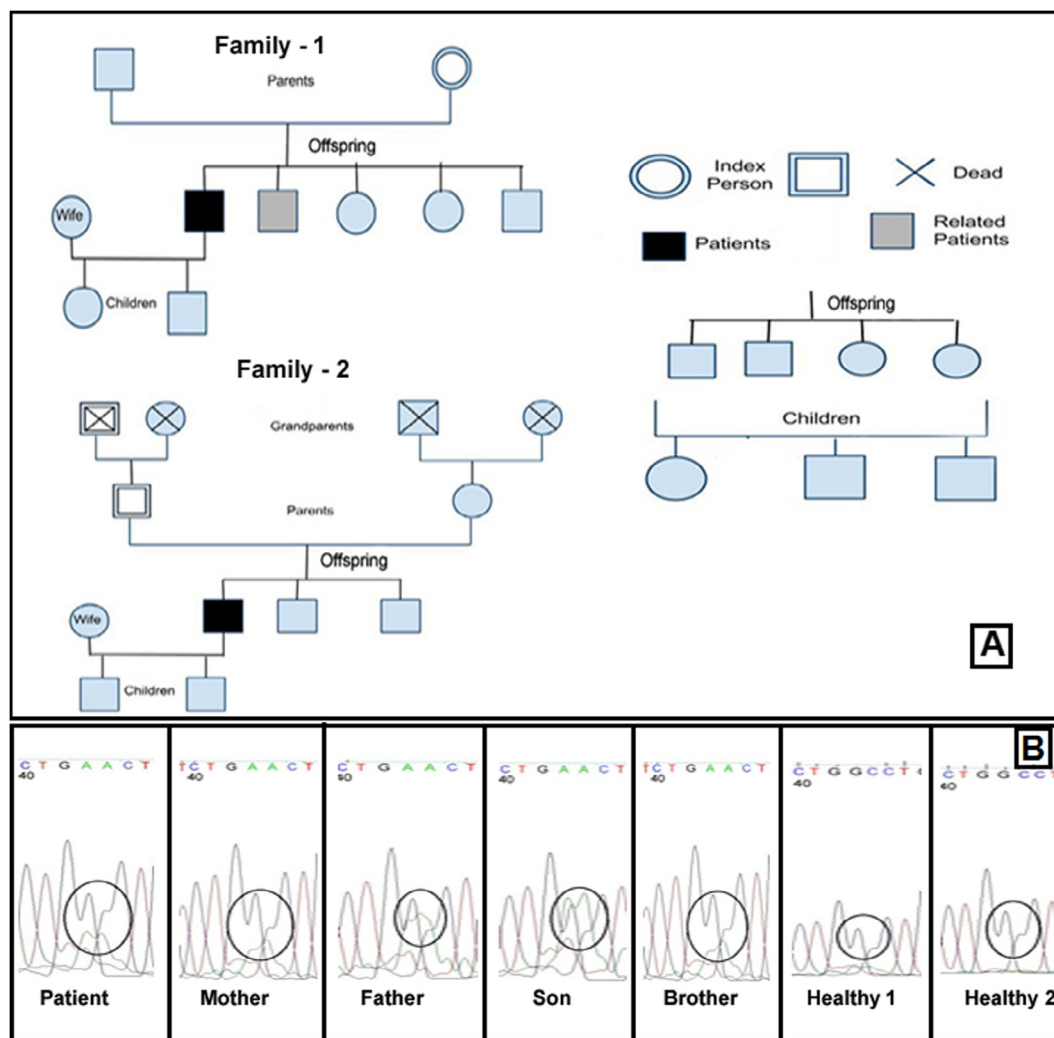 Family - 1
Parents
Offspring
Wife
Children
Index
Person
Dead
Patients
Related
Patients
Offspring
Children
Family - 2
Grandparents
Parents
Offspring
Wife
Children
A
B
C T G A A C T
40
Patient
T C T G A A C T
40
Mother
C T G A A C T
40
Father
C T G A A C T T
40
Son
T C T G A A C T
40
Brother
C T G G C C T
40
Healthy 1
C T G G C C T
40
Healthy 2